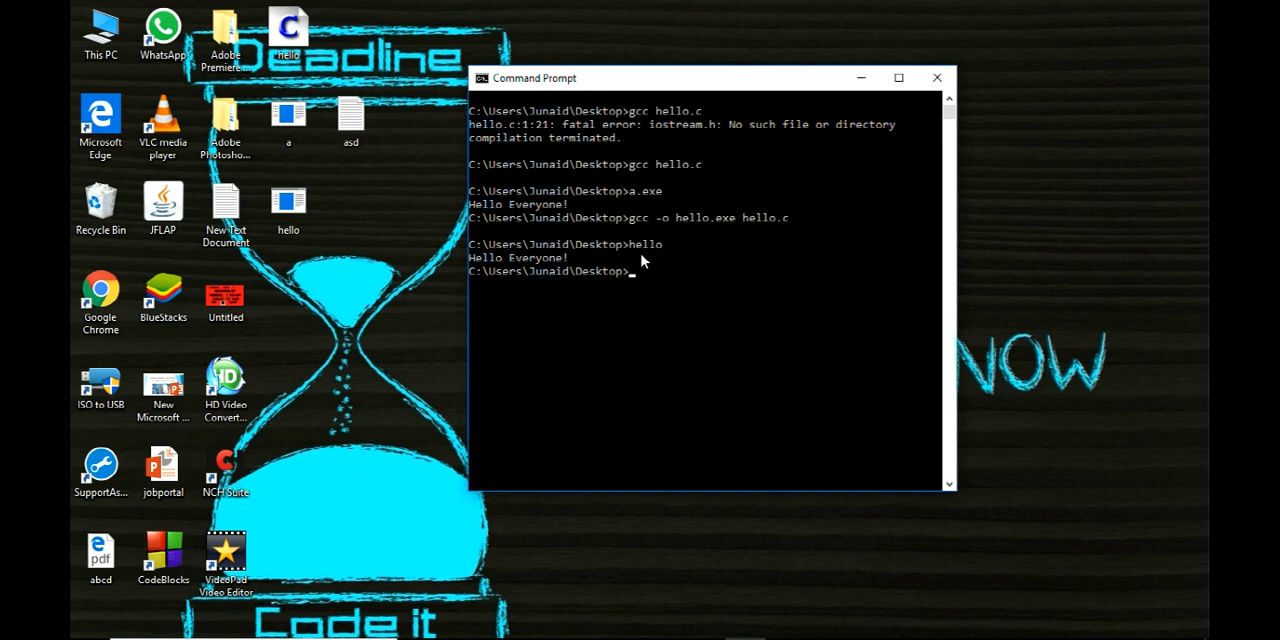 This PC
WhatsApp
Adobe
Premiere...
hello
Deadline
Microsoft
Edge
VLC media
player
Adobe
Photosho...
a
asd
Recycle Bin
JFLAP
New Text
Document
hello
Google
Chrome
BlueStacks
Untitled
ISO to USB
New
Microsoft ...
HD
HD Video
Convert...
SupportAs...
jobportal
NCH Suite
pdf
abcd
CodeBlocks
VideoPad
Video Editor
Code it
NOW
Command Prompt
C:\Users\Junaid\Desktop>gcc hello.c
hello.c:1:21: fatal error: iostream.h: No such file or directory
compilation terminated.
C:\Users\Junaid\Desktop>gcc hello.c
C:\Users\Junaid\Desktop>a.exe
Hello Everyone!
C:\Users\Junaid\Desktop>gcc -o hello.exe hello.c
C:\Users\Junaid\Desktop>hello
Hello Everyone!
C:\Users\Junaid\Desktop>_